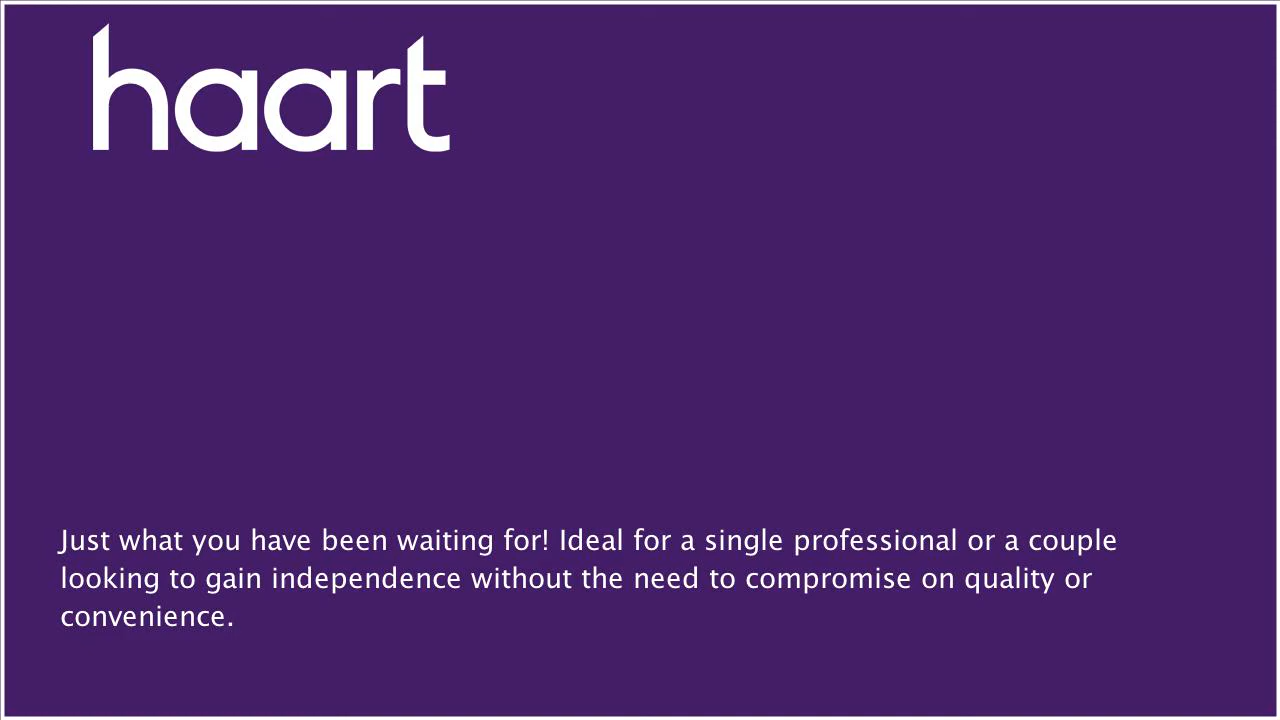 haart
Just what you have been waiting for! Ideal for a single professional or a couple
looking to gain independence without the need to compromise on quality or
convenience.